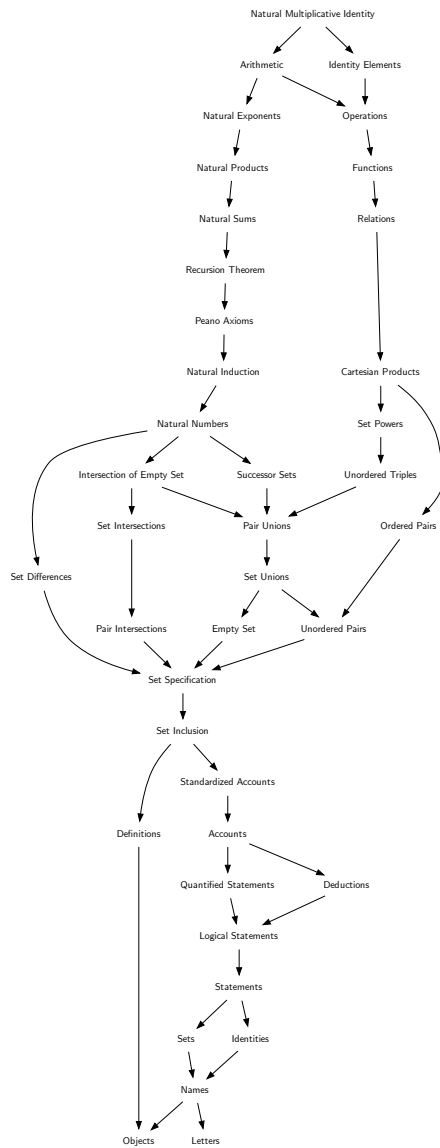 Natural Multiplicative Identity
Arithmetic
Identity Elements
Natural Exponents
Operations
Natural Products
Functions
Natural Sums
Relations
Recursion Theorem
Peano Axioms
Natural Induction
Cartesian Products
Natural Numbers
Set Powers
Intersection of Empty Set
Successor Sets
Unordered Triples
Set Intersections
Pair Unions
Ordered Pairs
Set Differences
Set Unions
Pair Intersections
Empty Set
Unordered Pairs
Set Specification
Set Inclusion
Standardized Accounts
Definitions
Accounts
Quantified Statements
Deductions
Logical Statements
Statements
Sets
Identities
Names
Objects
Letters